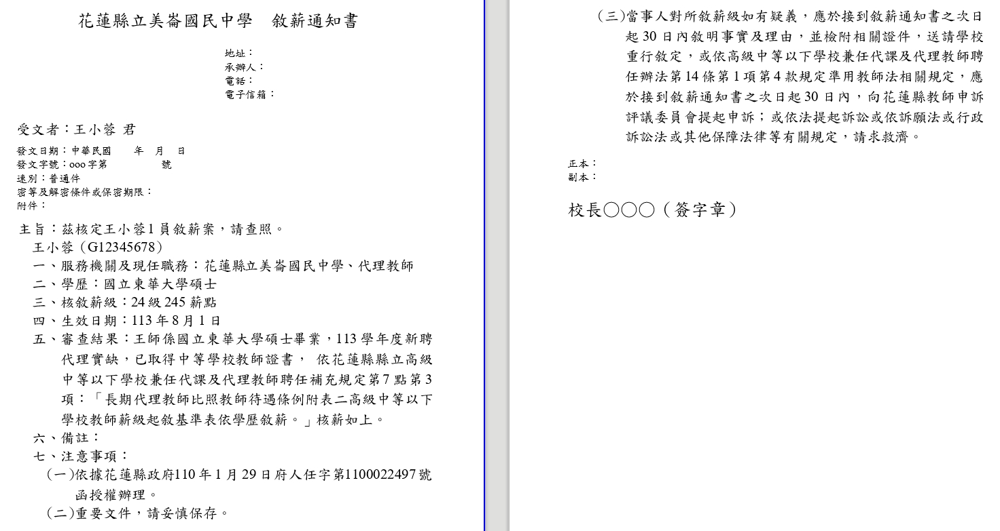 花蓮縣立美崙國民中學　敘薪通知書
地址：
承辦人：
電話：
電子信箱：
受文者：王小蓉 君
發文日期：中華民國　　年　月　日
發文字號：ooo字第　　　　　號
速別：普通件
密等及解密條件或保密期限：
附件：
主旨：茲核定王小蓉1 員敘薪案，請查照。
王小蓉（G12345678）
一、服務機關及現任職務：花蓮縣立美崙國民中學、代理教師
二、學歷：國立東華大學碩士
三、核敘薪級：24 級 245 薪點
四、生效日期：113 年 8 月 1 日
五、審查結果：王師係國立東華大學碩士畢業，113 學年度新聘
代理實缺，已取得中等學校教師證書， 依花蓮縣縣立高級
中等以下學校兼任代課及代理教師聘任補充規定第7 點第 3
項：「長期代理教師比照教師待遇條例附表二高級中等以下
學校教師薪級起敘基準表依學歷敘薪。」核薪如上。
六、備註：
七、注意事項：
(一)依據花蓮縣政府110 年 1 月 29 日府人任字第1100022497 號
函授權辦理。
(二)重要文件，請妥慎保存。
(三)當事人對所敘薪級如有疑義，應於接到敘薪通知書之次日
起 30 日內敘明事實及理由，並檢附相關證件，送請學校
重行敘定，或依高級中等以下學校兼任代課及代理教師聘
任辦法第 14 條第 1 項第 4 款規定準用教師法相關規定，應
於接到敘薪通知書之次日起 30 日內，向花蓮縣教師申訴
評議委員會提起申訴；或依法提起訴訟或依訴願法或行政
訴訟法或其他保障法律等有關規定，請求救濟。
正本：
副本：
校長○○○（簽字章）